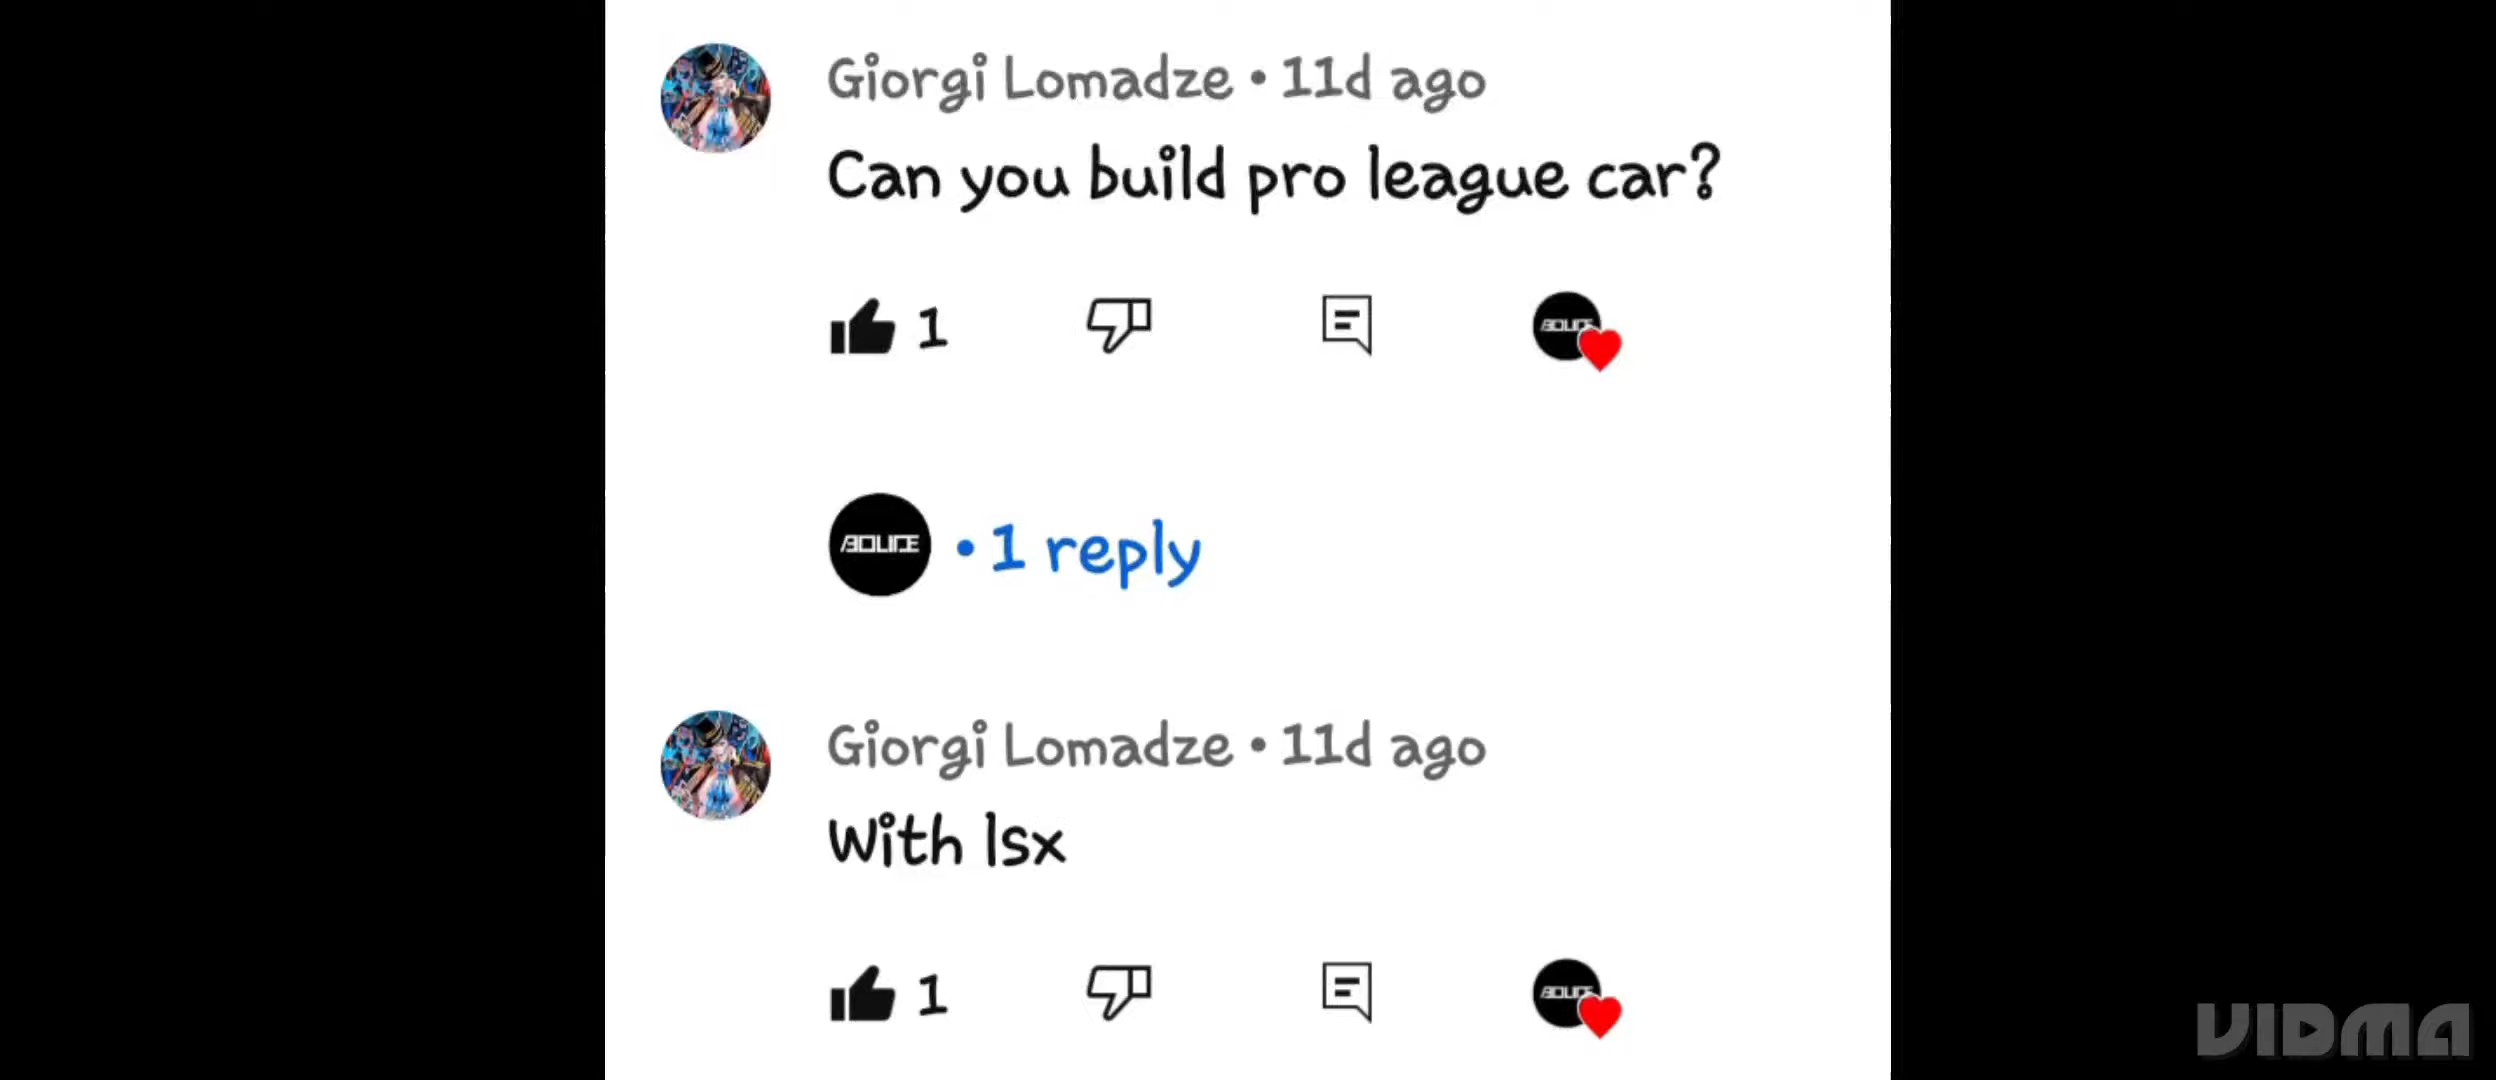 Giorgi Lomadze • 11d ago
Can you build pro league car?
1
• 1 reply
Giorgi Lomadze • 11d ago
With lsx
1
VIDMA